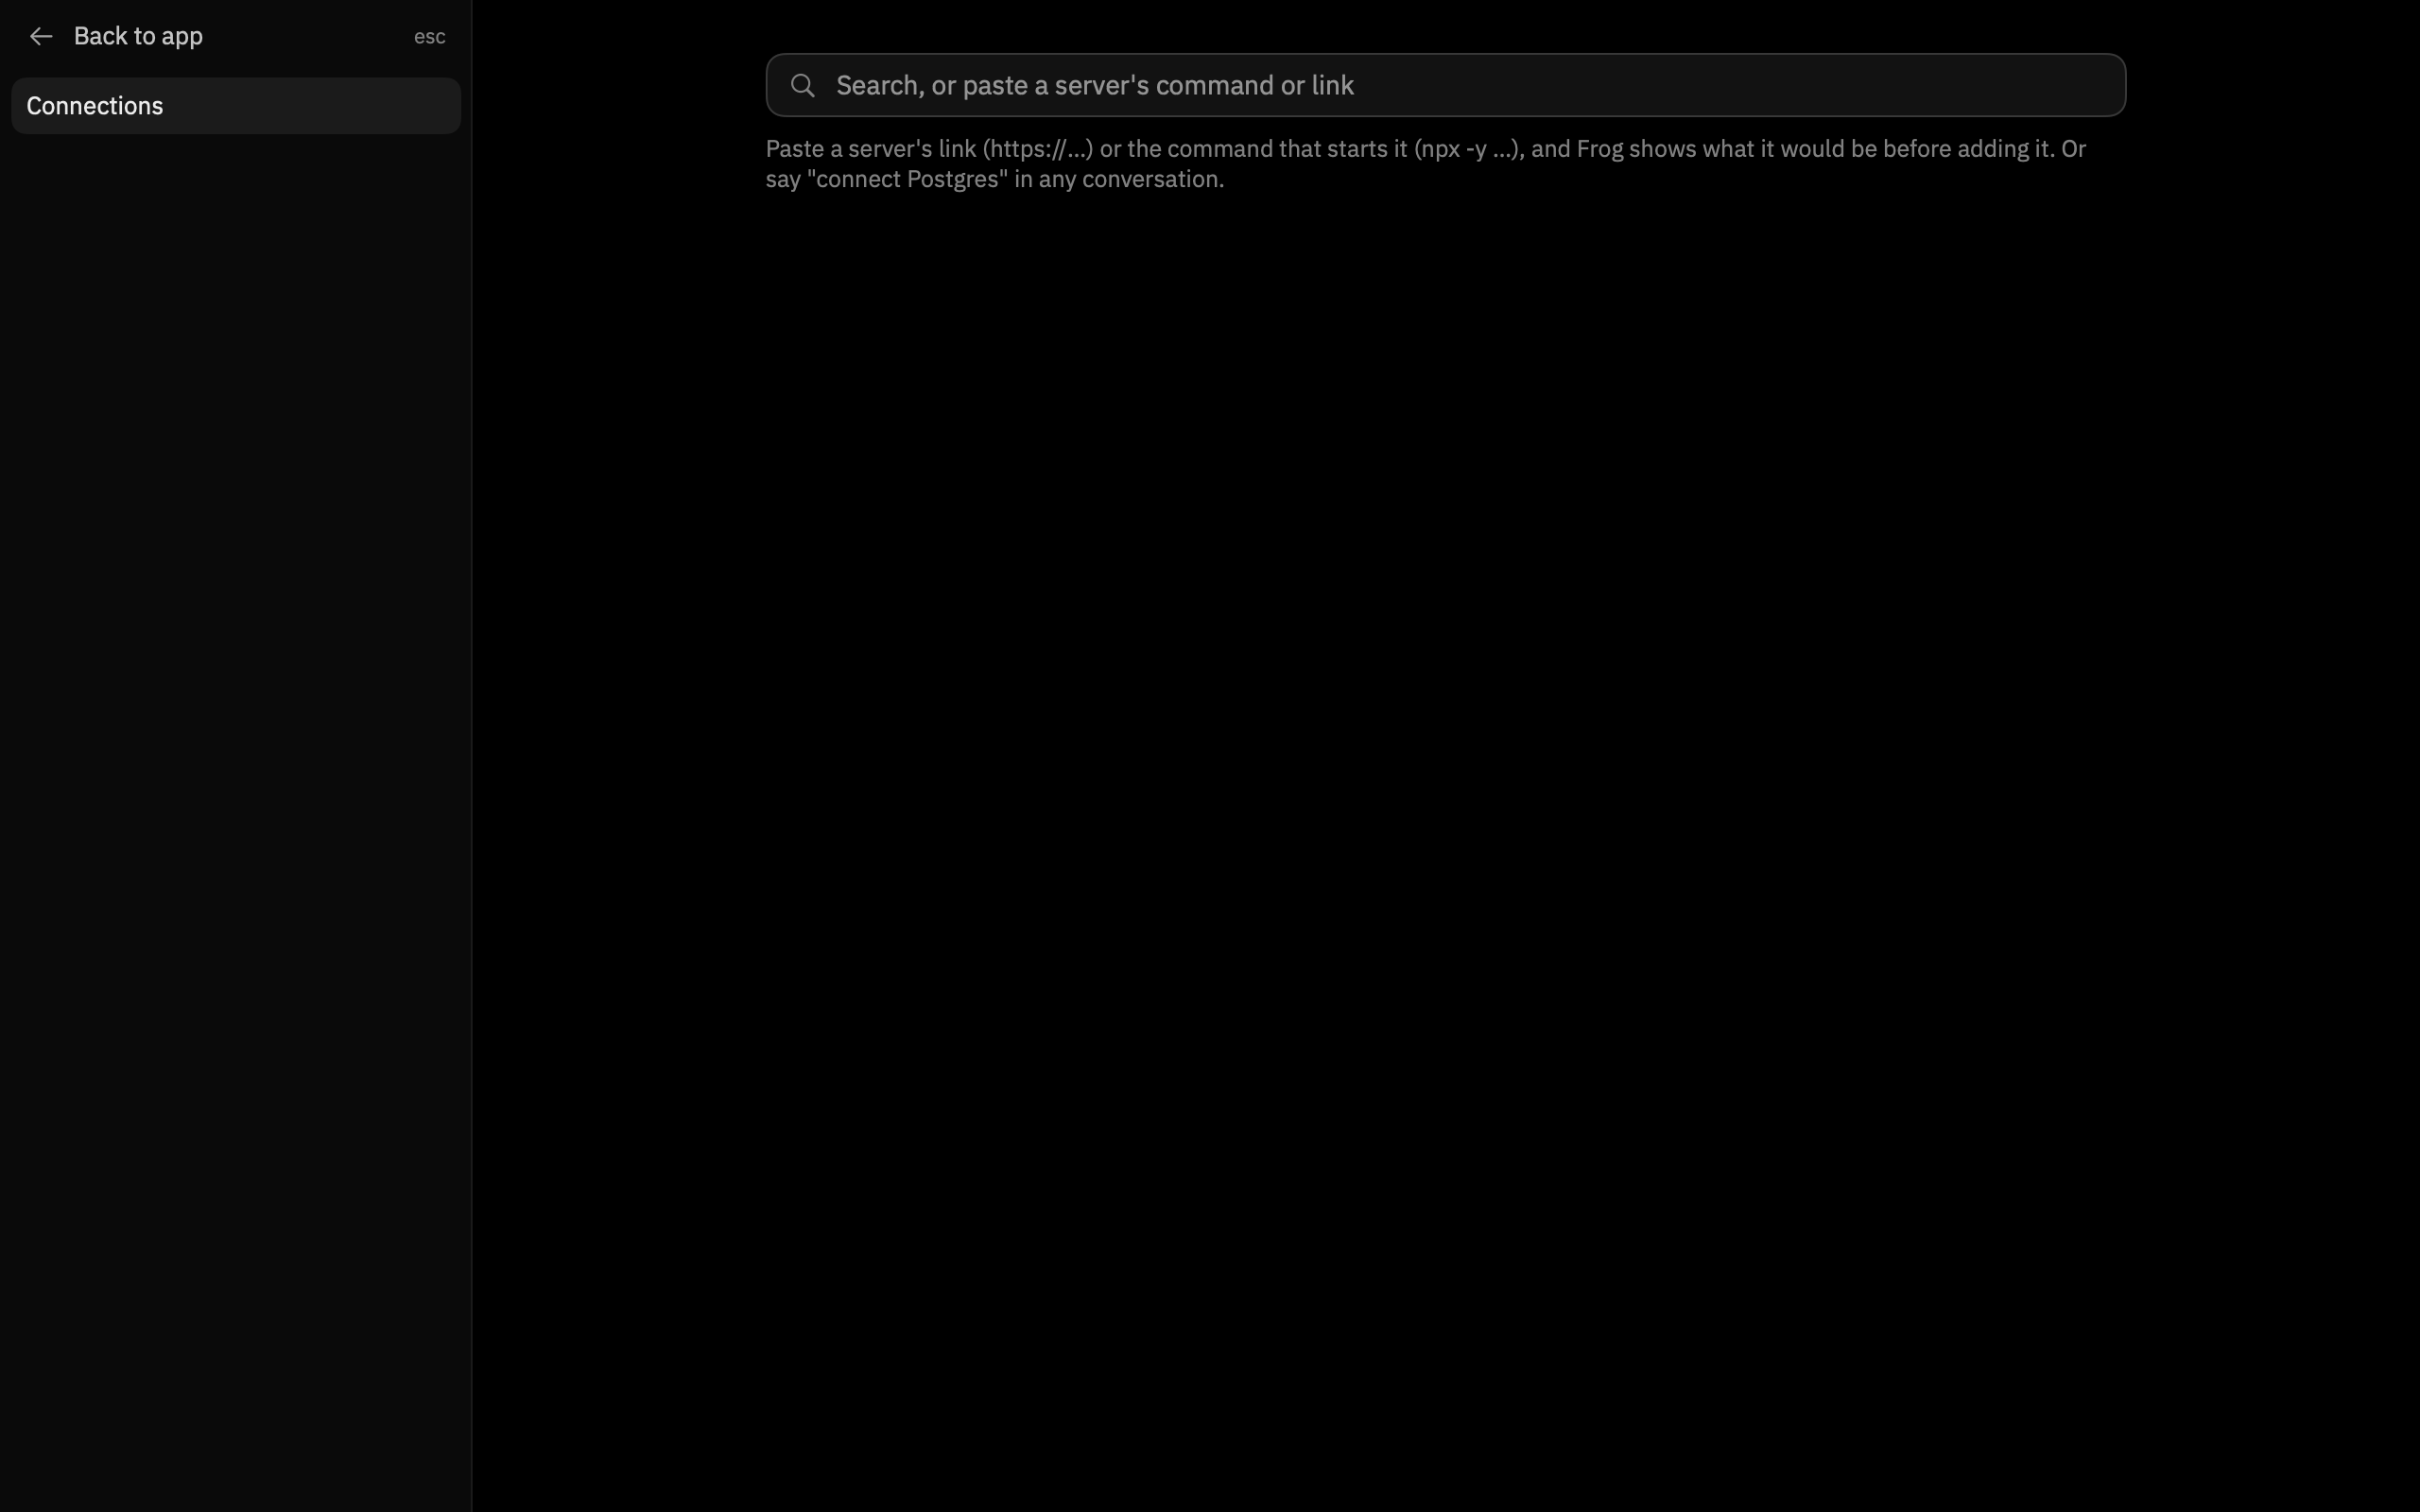 Back to app
esc
Connections
Search, or paste a server's command or link
Paste a server's link (https://...) or the command that starts it (npx -y ...), and Frog shows what it would be before adding it. Or
say "connect Postgres" in any conversation.